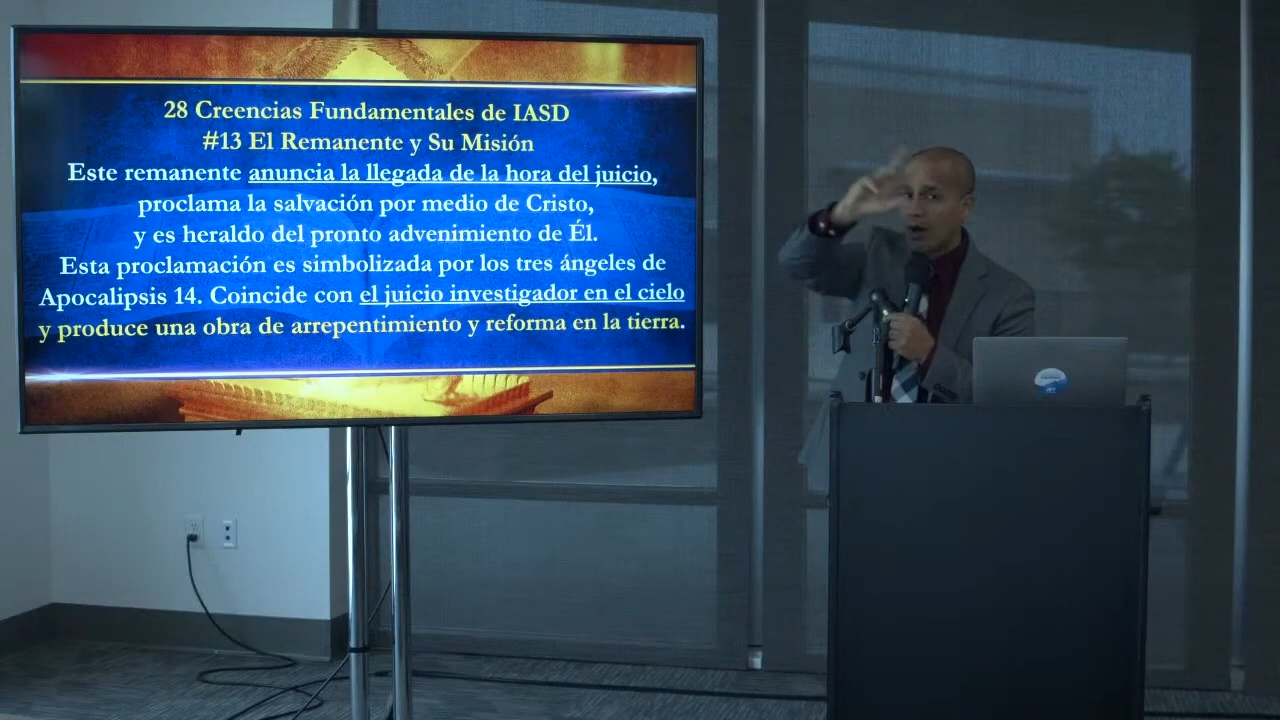 28 Creencias Fundamentales de IASD
#13 El Remanente y Su Misión
Este remanente anuncia la llegada de la hora del juicio,
proclama la salvación por medio de Cristo,
y es heraldo del pronto advenimiento de Él.
Esta proclamación es simbolizada por los tres ángeles de
Apocalipsis 14. Coincide con el juicio investigador en el cielo
y produce una obra de arrepentimiento y reforma en la tierra.